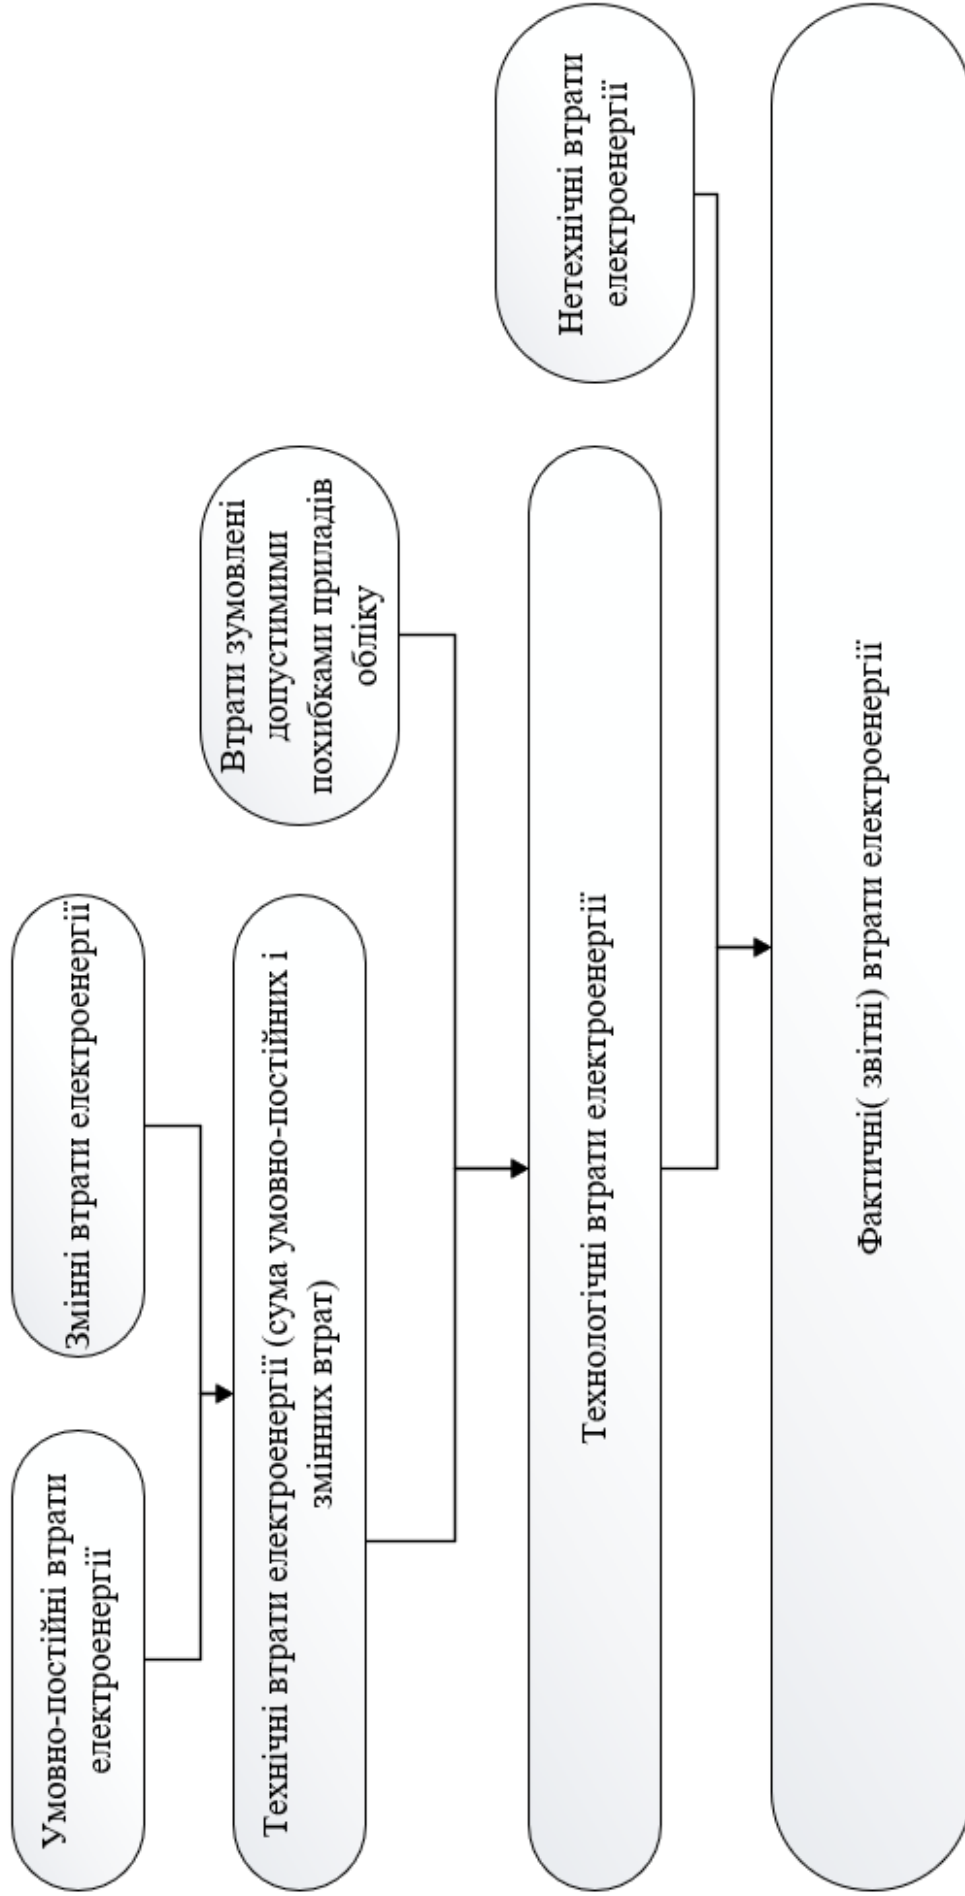 Умовно-постійні втрати
електроенергії
Змінні втрати електроенергії
Технічні втрати електроенергії (сума умовно-постійних і
змінних втрат)
Втрати зумовлені
допустимими
похибками приладів
обліку
Технологічні втрати електроенергії
Нетехнічні втрати
електроенергії
Фактичні( звітні) втрати електроенергії